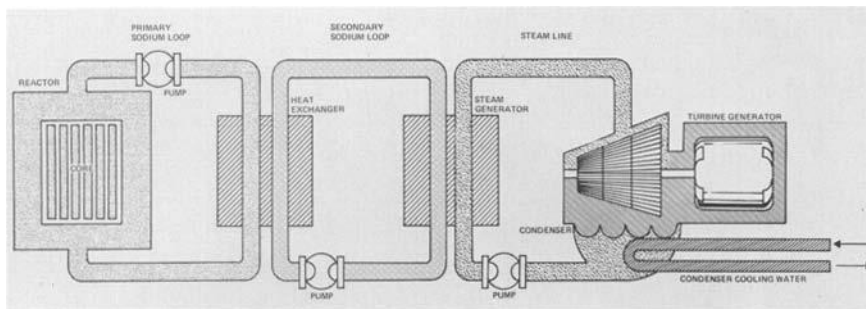 PRIMARY
SODIUM LOOP
SECONDARY
SODIUM LOOP
STEAM LINE
REACTOR
PUMP
HEAT
EXCHANGER
STEAM
GENERATOR
TURBINE GENERATOR
CORE
CONDENSER
PUMP
PUMP
CONDENSER COOLING WATER